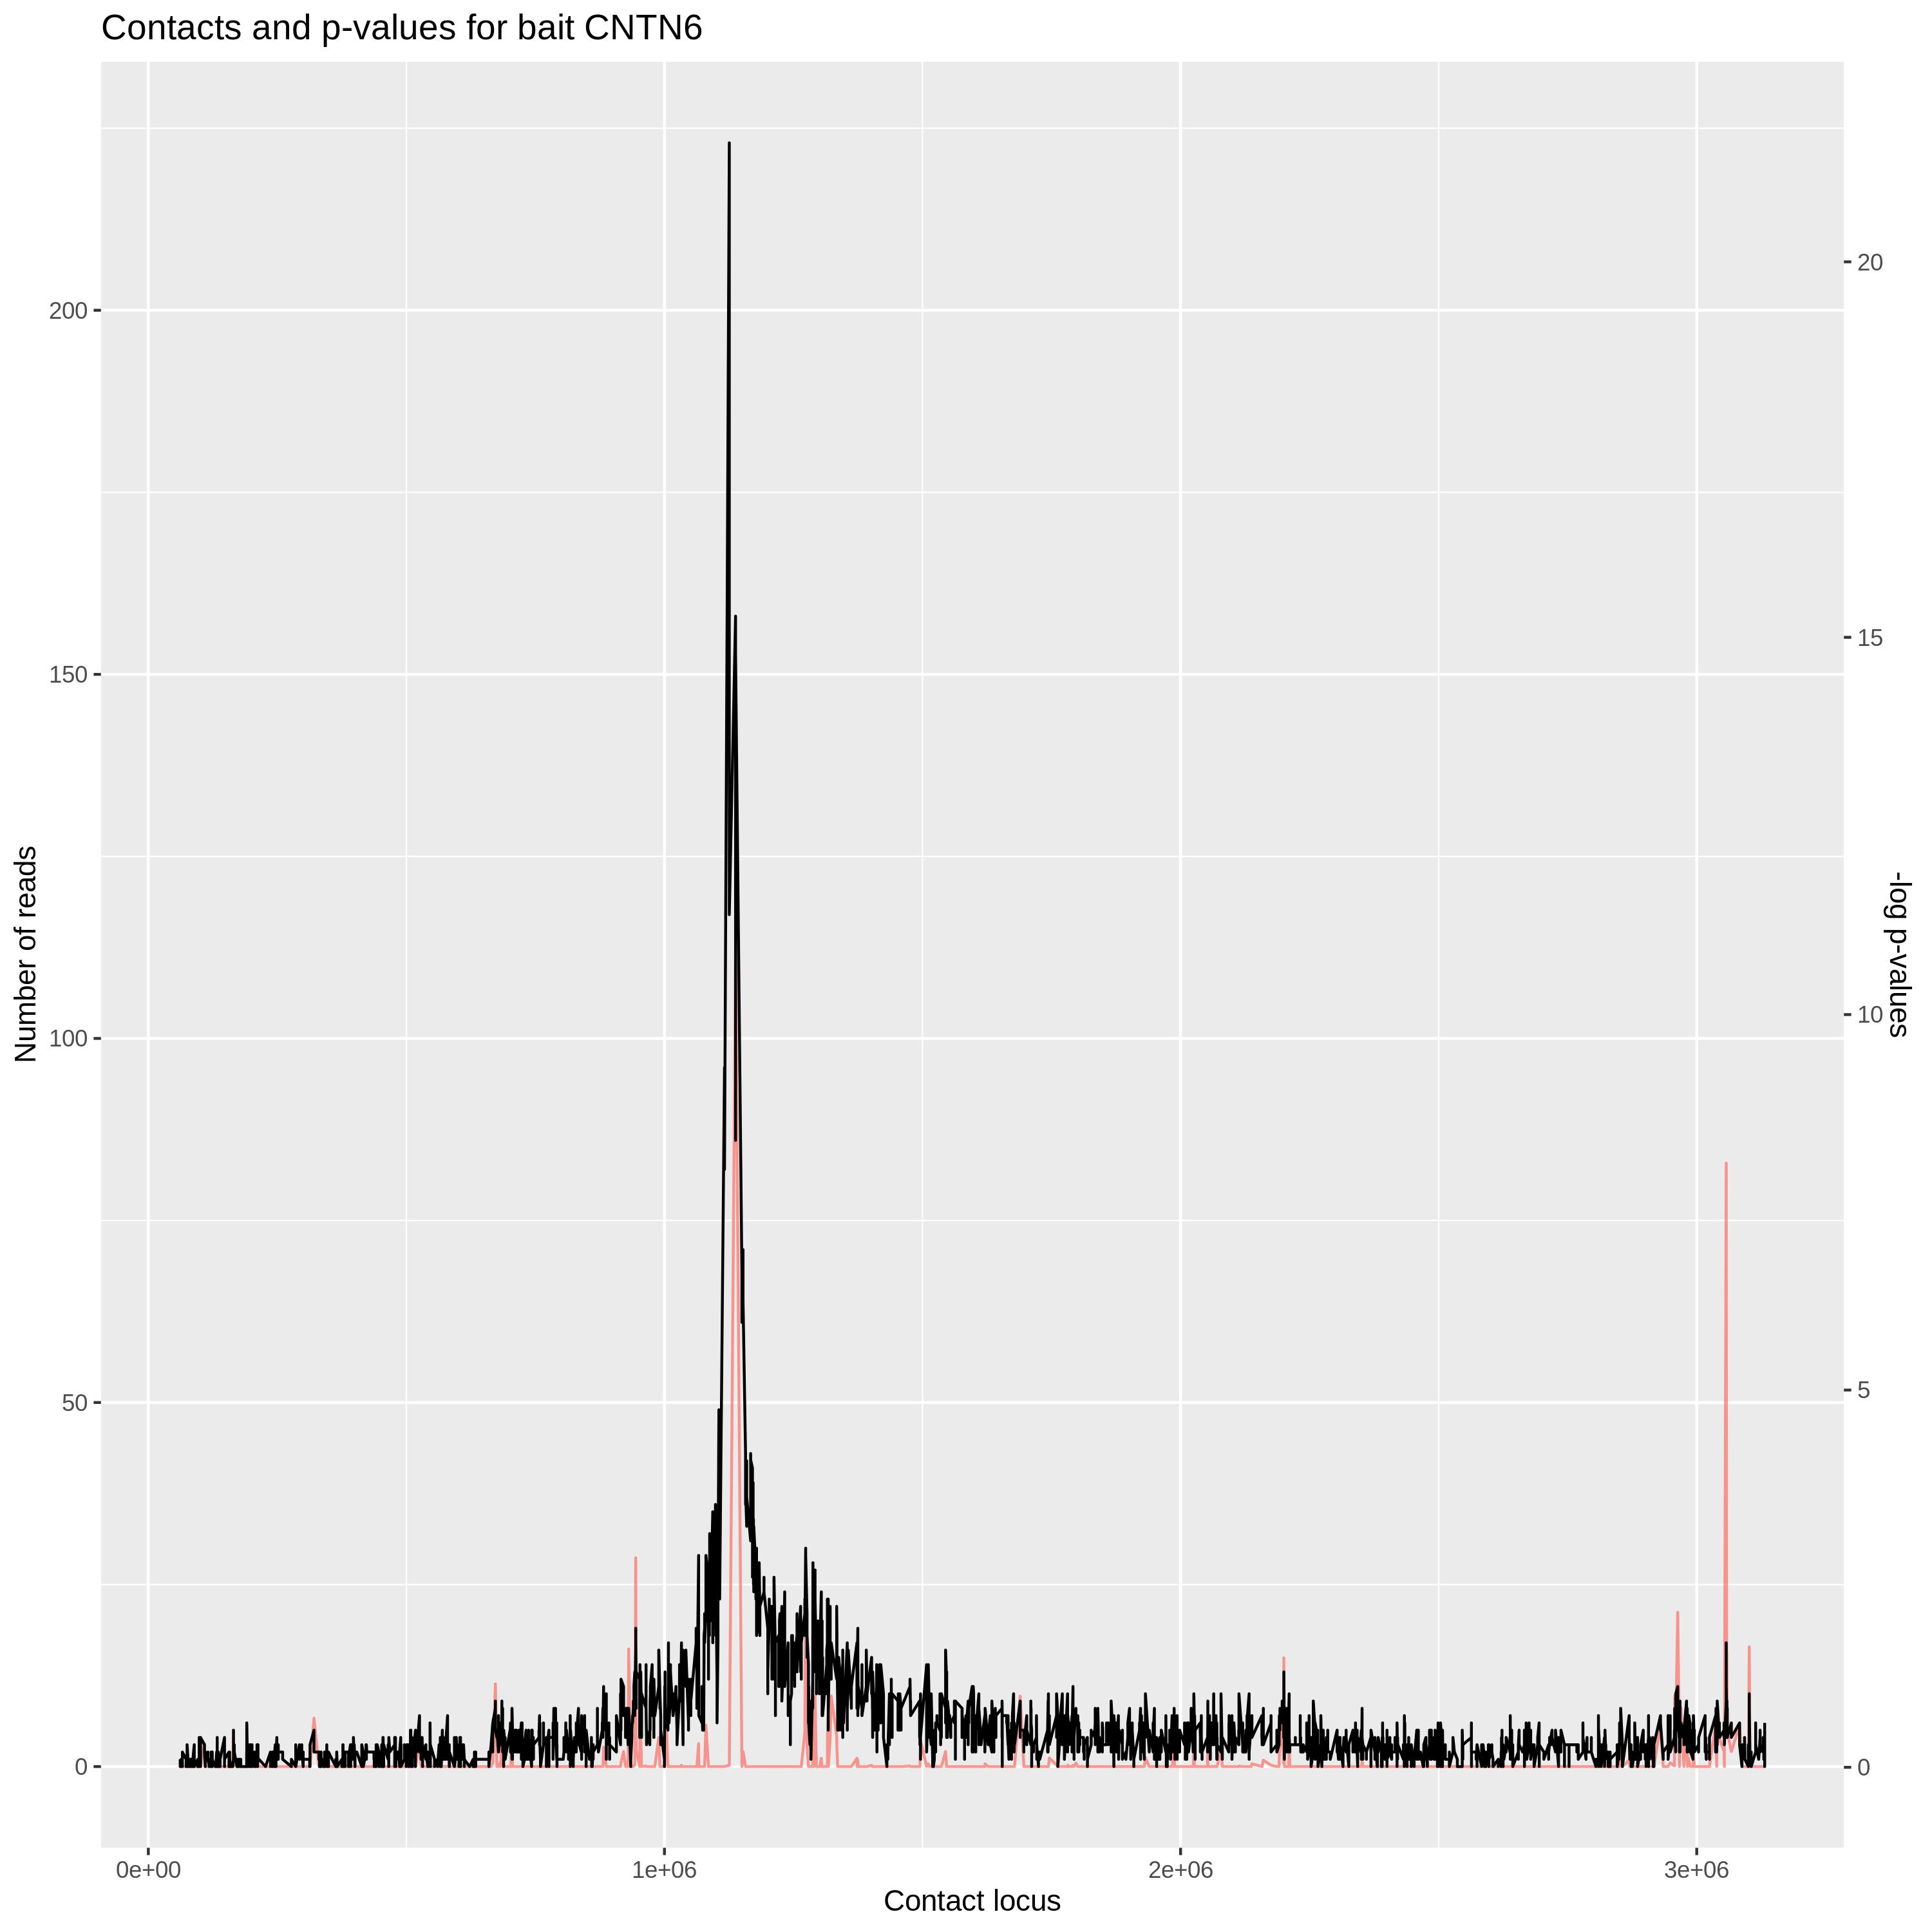 Contacts and p-values for bait CNTN6
Number of reads
200
150
100
50
0
20
15
10
5
0
-log p-values
0e+00 1e+06 2e+06 3e+06
Contact locus